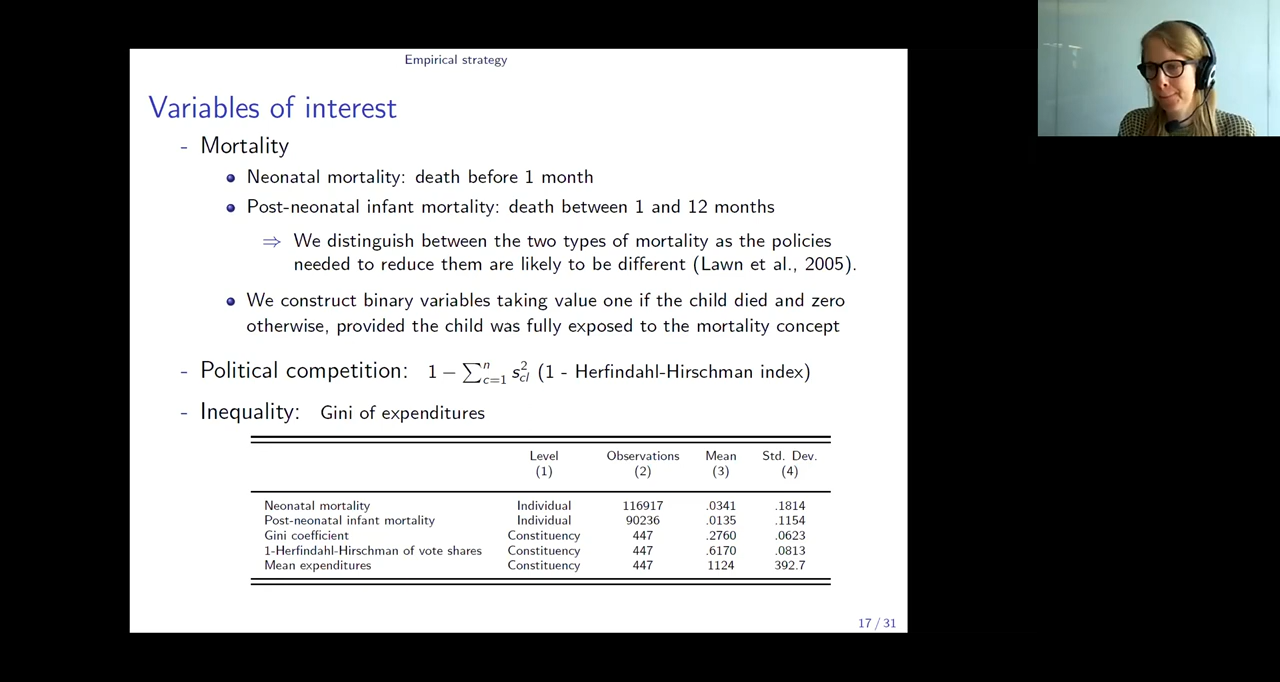 Empirical strategy
Variables of interest
- Mortality
Neonatal mortality: death before 1 month
Post-neonatal infant mortality: death between 1 and 12 months
⇒ We distinguish between the two types of mortality as the policies
needed to reduce them are likely to be different (Lawn et al., 2005).
We construct binary variables taking value one if the child died and zero
otherwise, provided the child was fully exposed to the mortality concept
- Political competition: 1 − ∑ⁿ_{c=1} s²_{cl} (1 - Herfindahl-Hirschman index)
- Inequality: Gini of expenditures
Level Observations Mean Std. Dev.
(1) (2) (3) (4)
Neonatal mortality Individual 116917 .0341 .1814
Post-neonatal infant mortality Individual 90236 .0135 .1154
Gini coefficient Constituency 447 .2760 .0623
1-Herfindahl-Hirschman of vote shares Constituency 447 .6170 .0813
Mean expenditures Constituency 447 1124 392.7
17 / 31